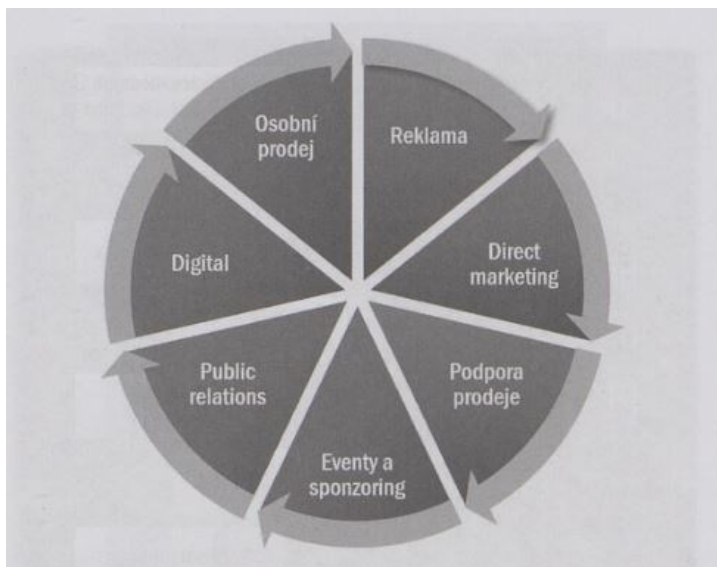 Osobní
prodej
Reklama
Direct
marketing
Podpora
prodeje
Eventy a
sponzoring
Public
relations
Digital